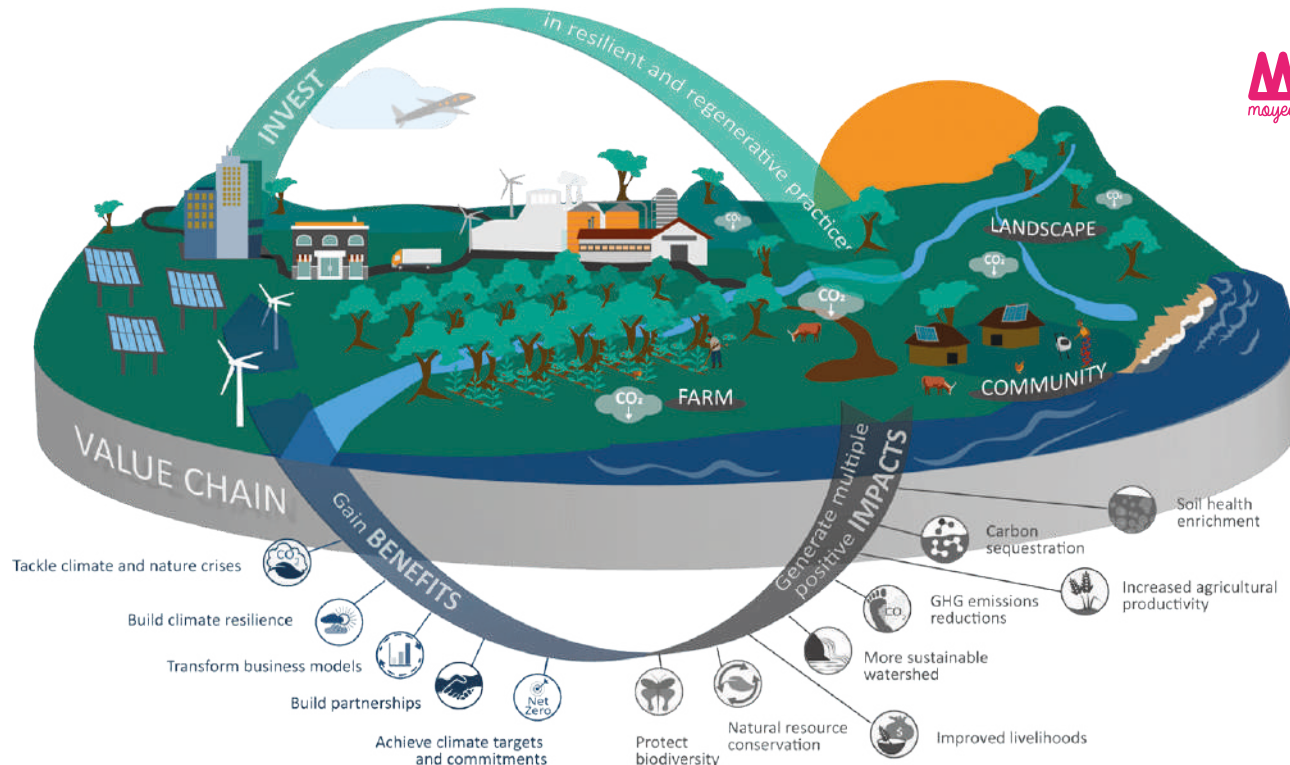 INVEST
in resilient and regenerative practices
CO₂
CO₂
LANDSCAPE
CO₂
CO₂
COMMUNITY
CO₂
FARM
VALUE CHAIN
Gain BENEFITS
Generate multiple
positive IMPACTS
CO₂
Tackle climate and nature crises
Build climate resilience
Transform business models
Build partnerships
Net
Zero
Achieve climate targets
and commitments
Protect
biodiversity
Natural resource
conservation
$
Improved livelihoods
More sustainable
watershed
CO₂
GHG emissions
reductions
Increased agricultural
productivity
Carbon
sequestration
Soil health
enrichment